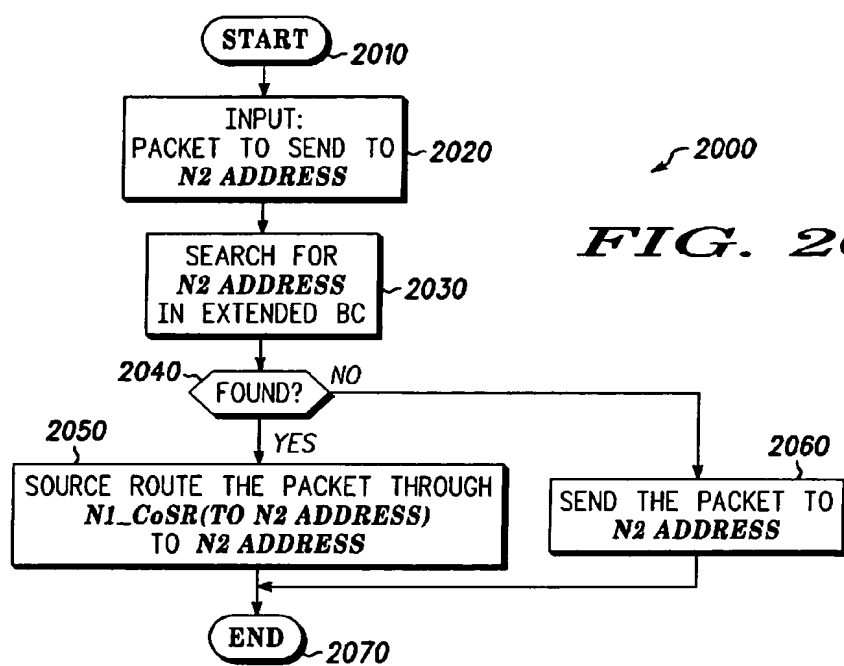 START
2010
INPUT:
PACKET TO SEND TO
N2 ADDRESS
2020
2000
FIG. 2
SEARCH FOR
N2 ADDRESS
IN EXTENDED BC
2030
2040
FOUND?
NO
YES
2050
SOURCE ROUTE THE PACKET THROUGH
N1_CoSR(TO N2 ADDRESS)
TO N2 ADDRESS
2060
SEND THE PACKET TO
N2 ADDRESS
END
2070